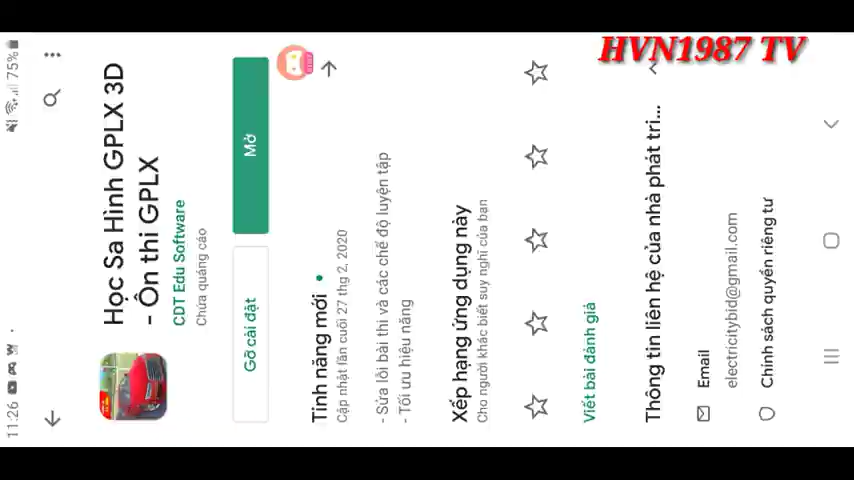 HVN1987 TV
11:26
75%
Học Sa Hình GPLX 3D
- Ôn thi GPLX
CDT Edu Software
Chứa quảng cáo
Gỡ cài đặt
Mở
Tính năng mới
Cập nhật lần cuối 27 thg 2, 2020
- Sửa lỗi bài thi và các chế độ luyện tập
- Tối ưu hiệu năng
Xếp hạng ứng dụng này
Cho người khác biết suy nghĩ của bạn
Viết bài đánh giá
Thông tin liên hệ của nhà phát tri...
Email
electricitybid@gmail.com
Chính sách quyền riêng tư